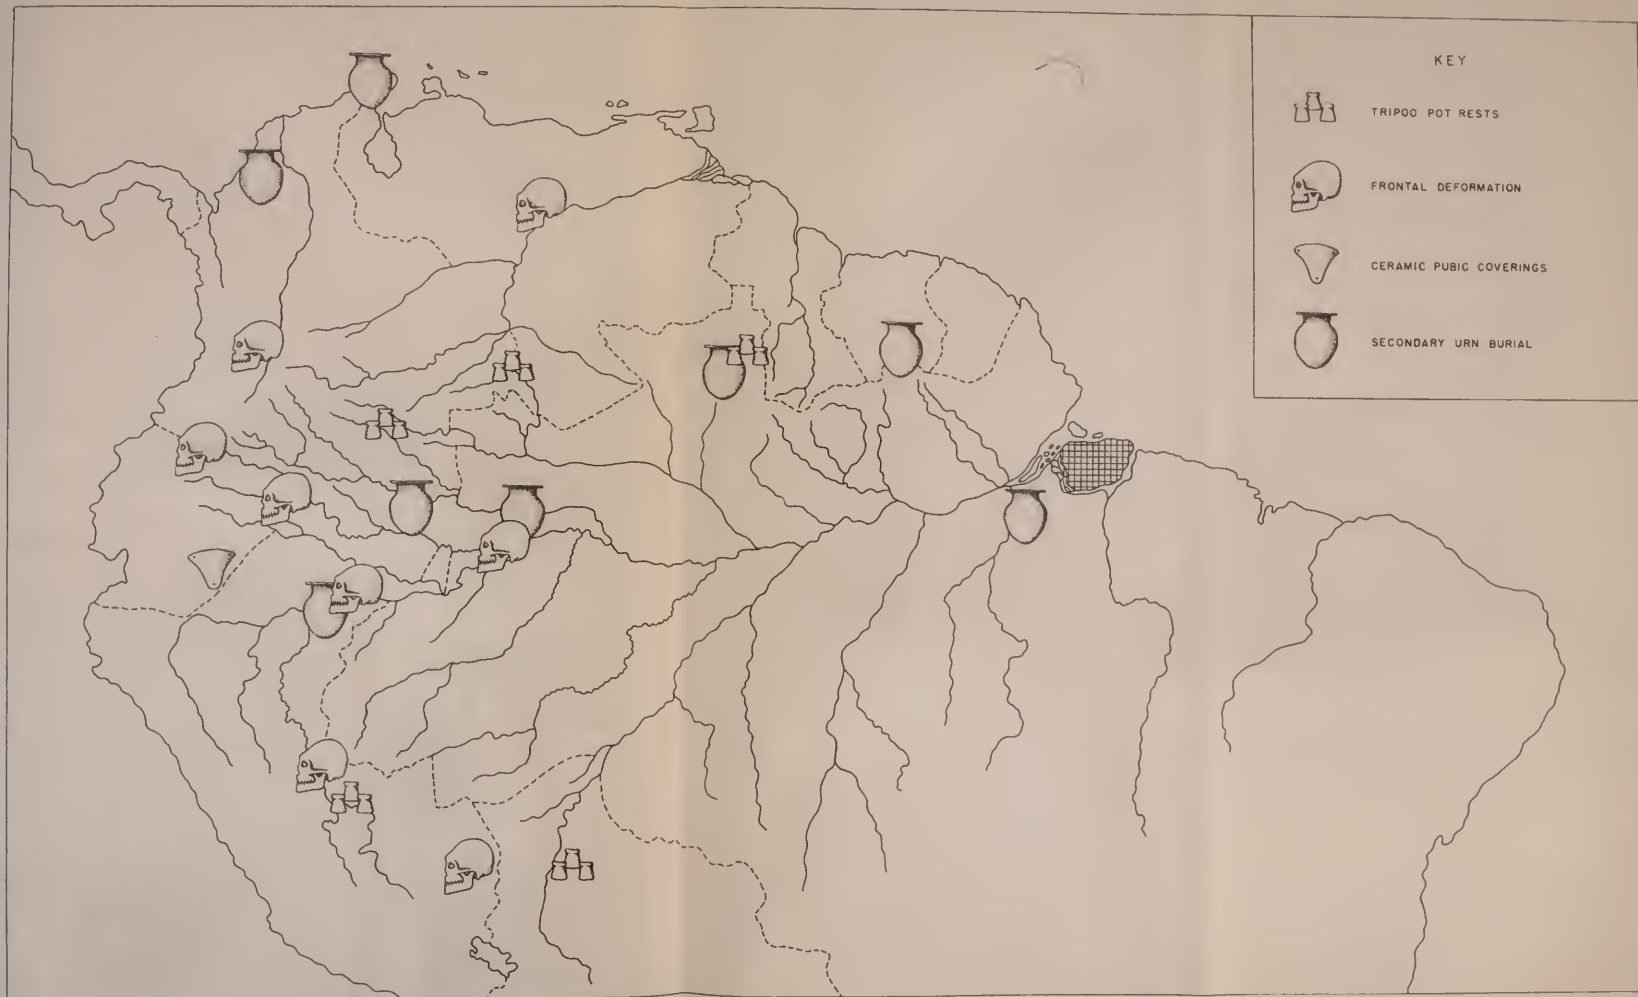 KEY
TRIPOD POT RESTS
FRONTAL DEFORMATION
CERAMIC PUBIC COVERINGS
SECONDARY URN BURIAL